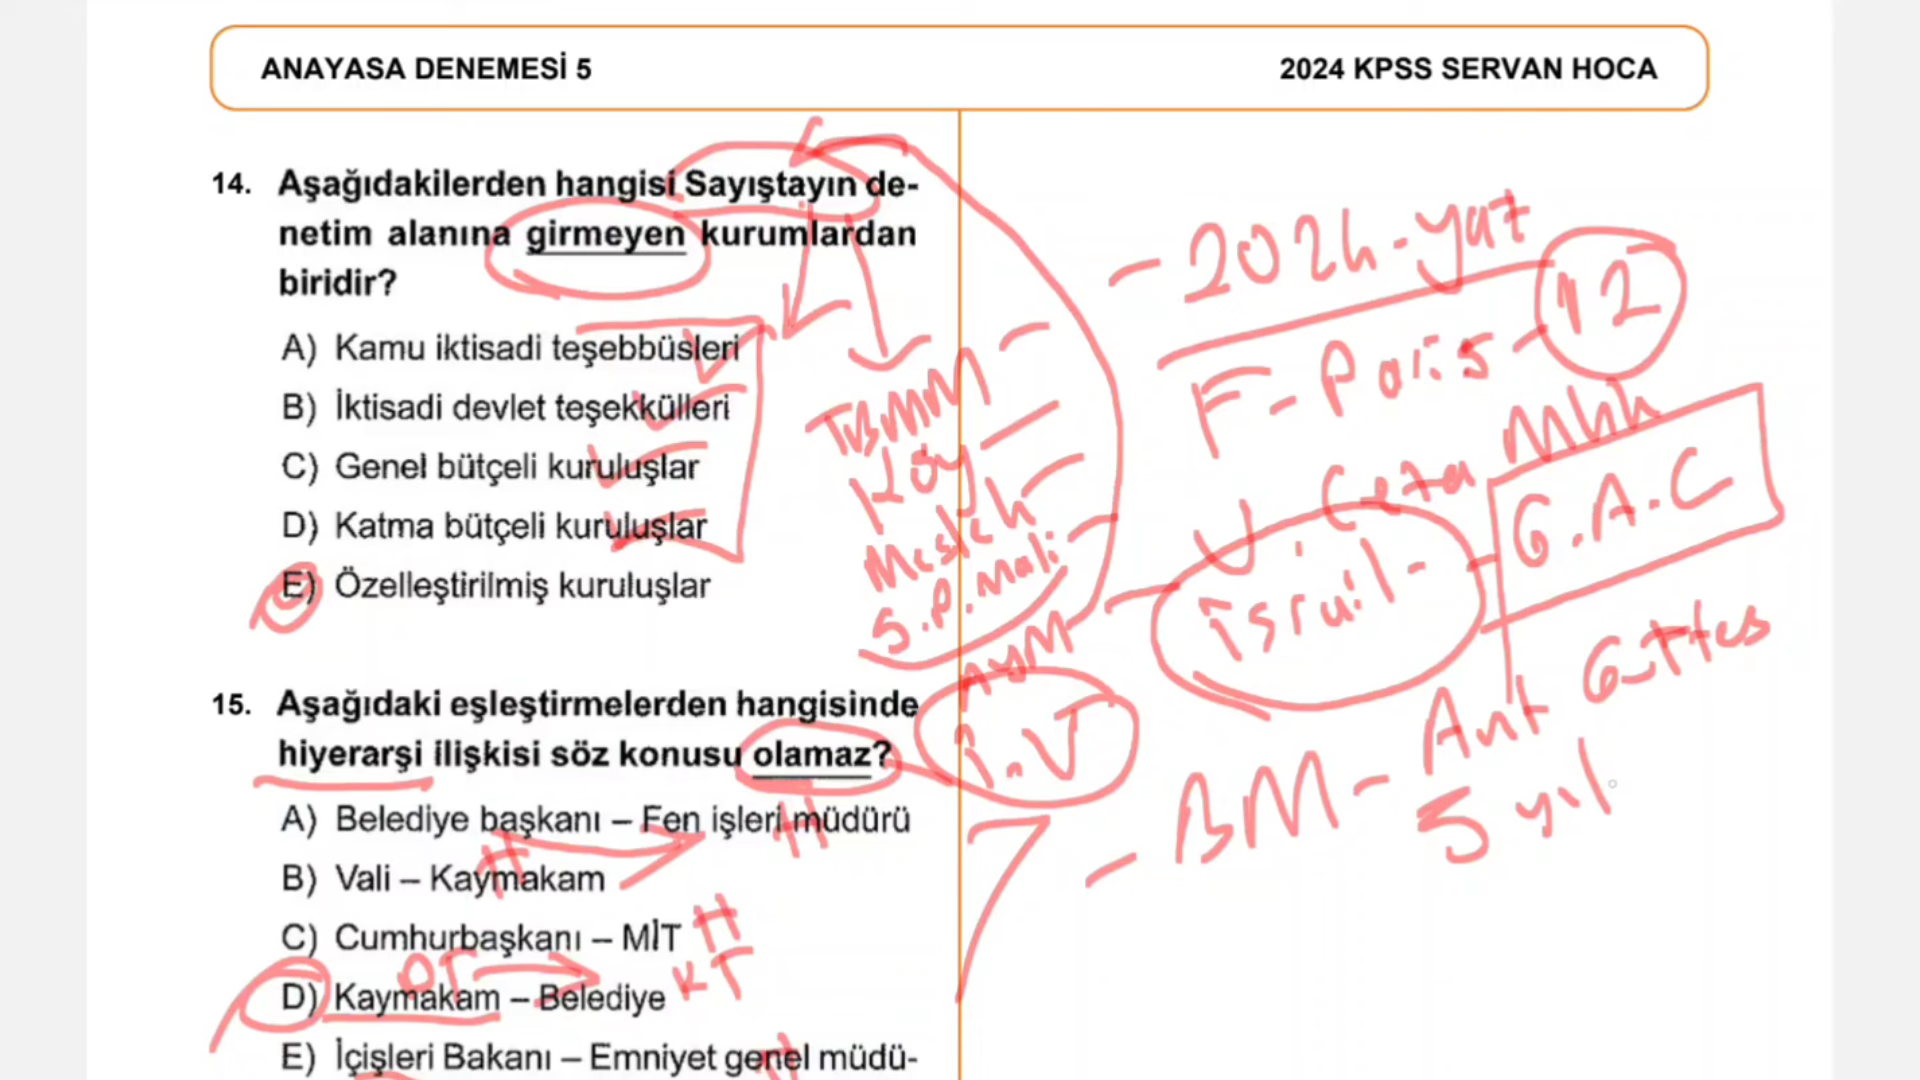 ANAYASA DENEMESİ 5
2024 KPSS SERVAN HOCA
14. Aşağıdakilerden hangisi Sayıştayın de-
netim alanına girmeyen kurumlardan
biridir?
A) Kamu iktisadi teşebbüsleri
B) İktisadi devlet teşekkülleri
C) Genel bütçeli kuruluşlar
D) Katma bütçeli kuruluşlar
E) Özelleştirilmiş kuruluşlar
TBMM
Köy
Meslek
S.P. Mali
AYM
İ.V
15. Aşağıdaki eşleştirmelerden hangisinde
hiyerarşi ilişkisi söz konusu olamaz?
A) Belediye başkanı – Fen işleri müdürü
H
B) Vali – Kaymakam
H
C) Cumhurbaşkanı – MİT
H
D) Kaymakam – Belediye
KT
E) İçişleri Bakanı – Emniyet genel müdü-
- 2024 - yaz
F - Paris - 12
U. Ceza Mhk
- İsrail - G.A.C
- BM - Ant G
5 yıl